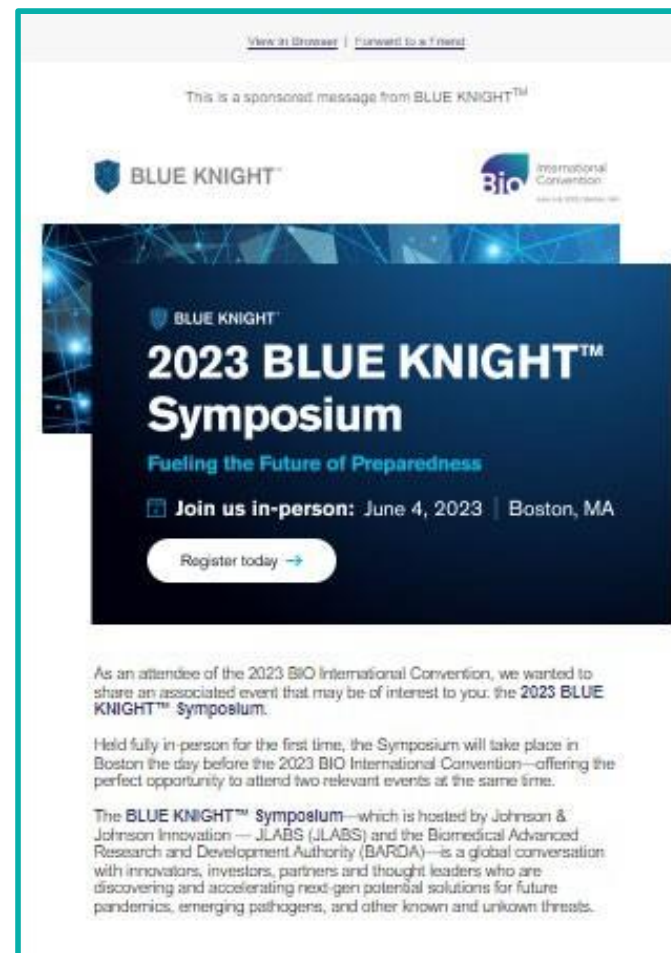 View in Browser | Forward to a Friend
This is a sponsored message from BLUE KNIGHT™
BLUE KNIGHT™
Bio International
Convention
BLUE KNIGHT™
2023 BLUE KNIGHT™
Symposium
Fueling the Future of Preparedness
Join us in-person: June 4, 2023 | Boston, MA
Register today →
As an attendee of the 2023 BIO International Convention, we wanted to
share an associated event that may be of interest to you: the 2023 BLUE
KNIGHT™ Symposium.
Held fully in-person for the first time, the Symposium will take place in
Boston the day before the 2023 BIO International Convention—offering the
perfect opportunity to attend two relevant events at the same time.
The BLUE KNIGHT™ Symposium—which is hosted by Johnson &
Johnson Innovation — JLABS (JLABS) and the Biomedical Advanced
Research and Development Authority (BARDA)—is a global conversation
with innovators, investors, partners and thought leaders who are
discovering and accelerating next-gen potential solutions for future
pandemics, emerging pathogens, and other known and unkown threats.